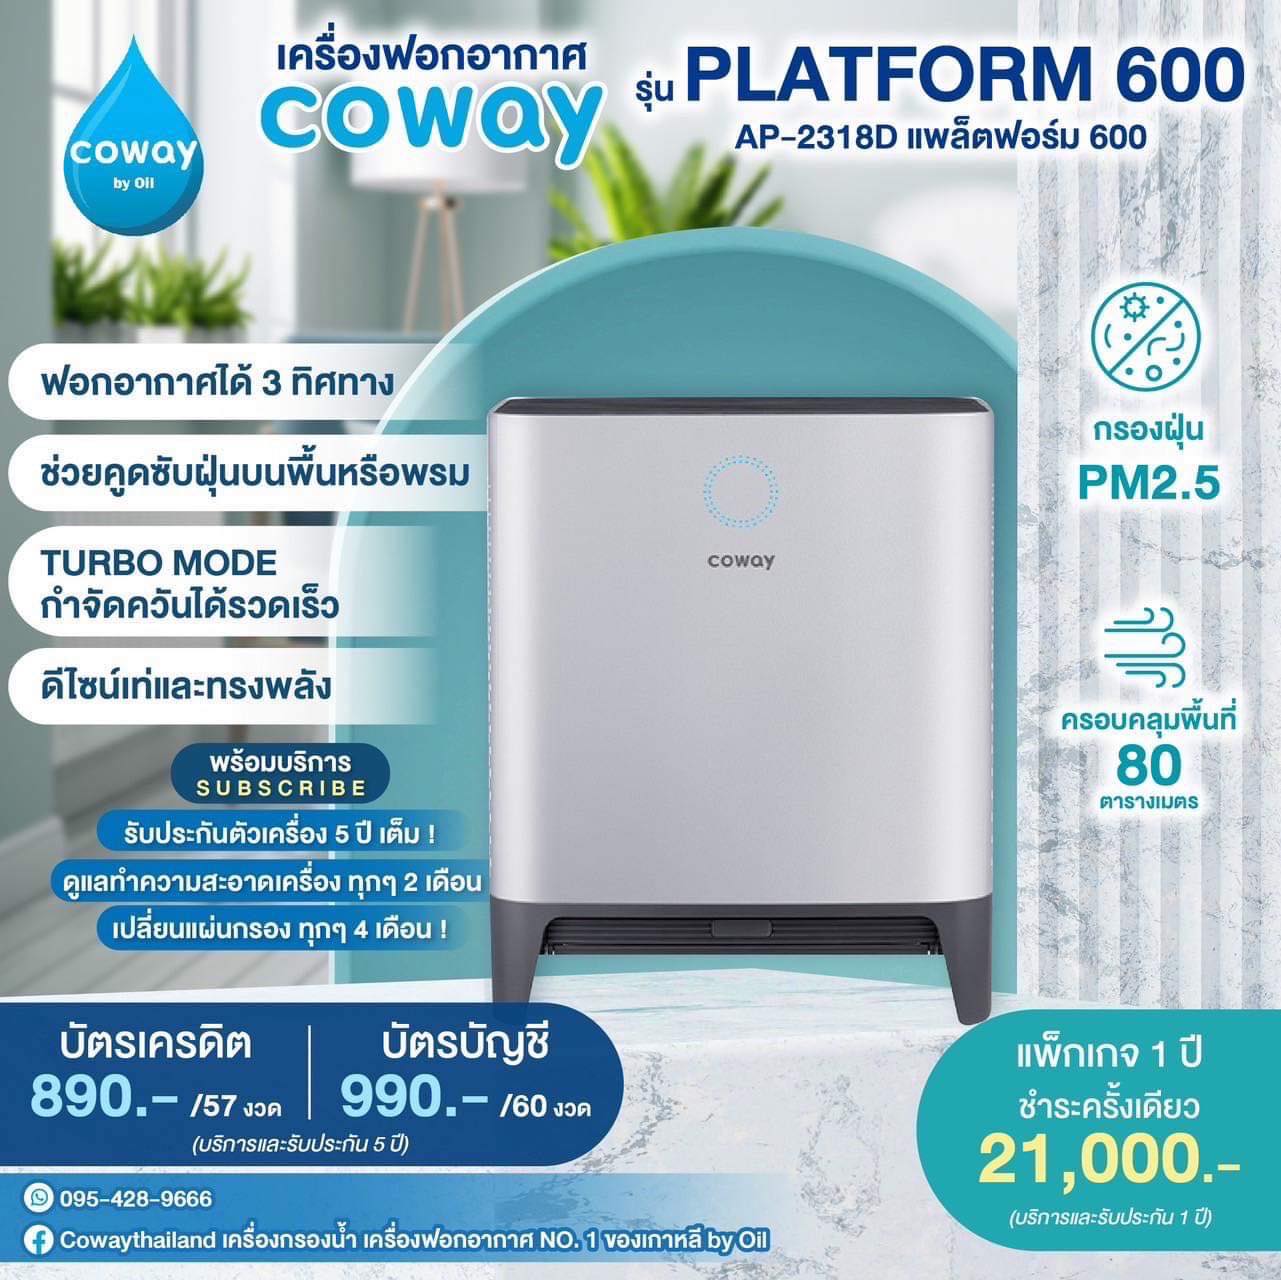 coway
by Oil
เครื่องฟอกอากาศ
coway
รุ่น PLATFORM 600
AP-2318D แพล็ตฟอร์ม 600
ฟอกอากาศได้ 3 ทิศทาง
ช่วยดูดซับฝุ่นบนพื้นหรือพรม
TURBO MODE
กำจัดควันได้รวดเร็ว
ดีไซน์เท่และทรงพลัง
พร้อมบริการ
SUBSCRIBE
รับประกันตัวเครื่อง 5 ปี เต็ม !
ดูแลทำความสะอาดเครื่อง ทุกๆ 2 เดือน
เปลี่ยนแผ่นกรอง ทุกๆ 4 เดือน !
coway
กรองฝุ่น
PM2.5
ครอบคลุมพื้นที่
80
ตารางเมตร
บัตรเครดิต
890.- /57 งวด
บัตรบัญชี
990.- /60 งวด
(บริการและรับประกัน 5 ปี)
แพ็กเกจ 1 ปี
ชำระครั้งเดียว
21,000.-
(บริการและรับประกัน 1 ปี)
095-428-9666
Cowaythailand เครื่องกรองน้ำ เครื่องฟอกอากาศ NO. 1 ของเกาหลี by Oil